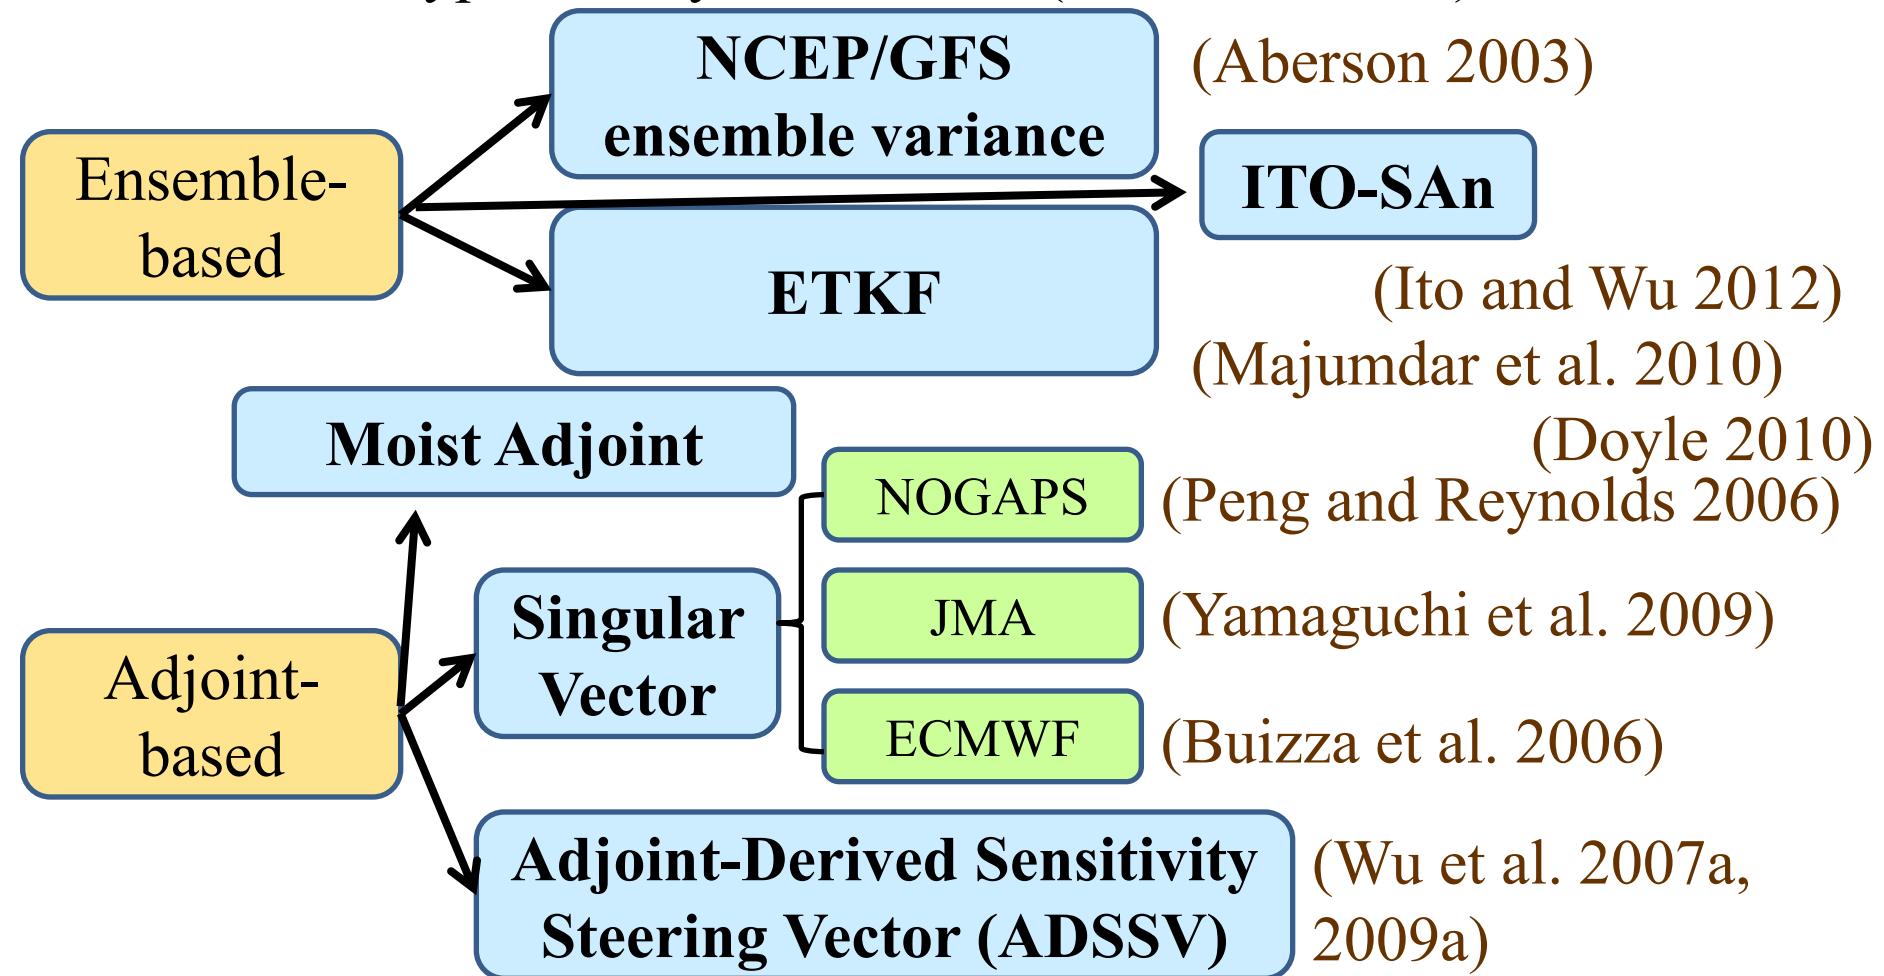 NCEP/GFS
ensemble variance
(Aberson 2003)
Ensemble-
based
ITO-SAn
ETKF
(Ito and Wu 2012)
(Majumdar et al. 2010)
Moist Adjoint
(Doyle 2010)
NOGAPS
(Peng and Reynolds 2006)
Singular
Vector
JMA
(Yamaguchi et al. 2009)
Adjoint-
based
ECMWF
(Buizza et al. 2006)
Adjoint-Derived Sensitivity
Steering Vector (ADSSV)
(Wu et al. 2007a,
2009a)